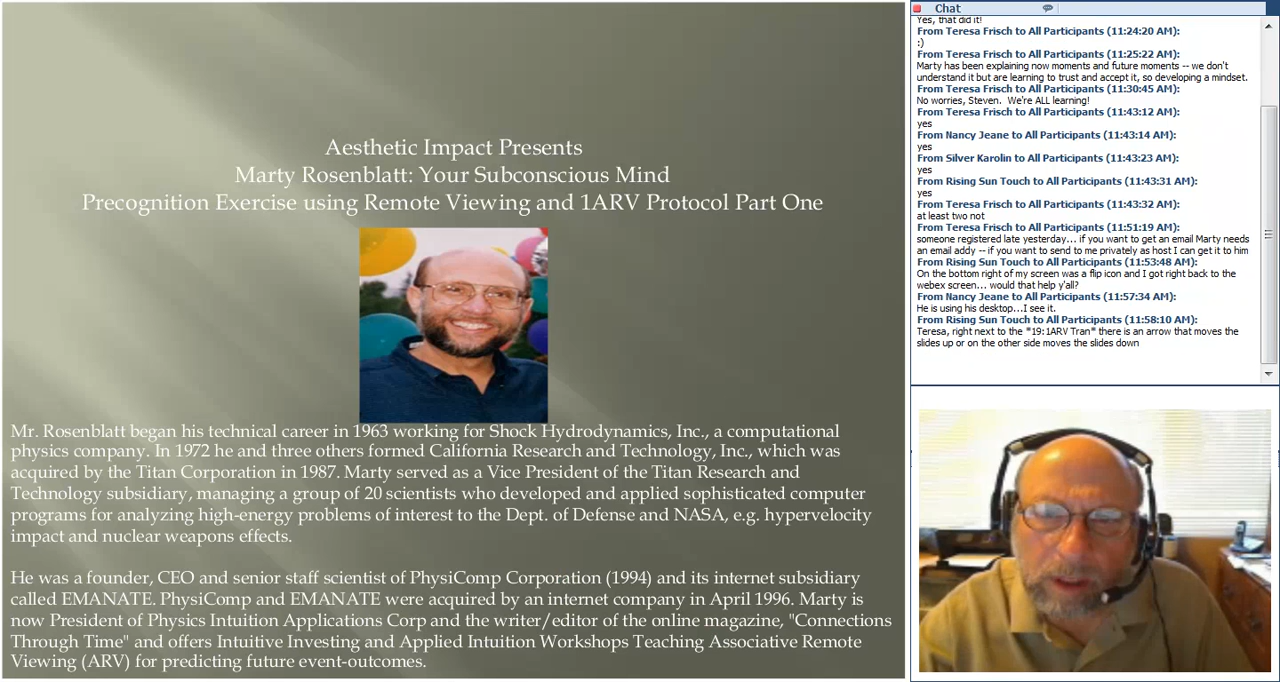 Aesthetic Impact Presents
Marty Rosenblatt: Your Subconscious Mind
Precognition Exercise using Remote Viewing and 1ARV Protocol Part One
Mr. Rosenblatt began his technical career in 1963 working for Shock Hydrodynamics, Inc., a computational
physics company. In 1972 he and three others formed California Research and Technology, Inc., which was
acquired by the Titan Corporation in 1987. Marty served as a Vice President of the Titan Research and
Technology subsidiary, managing a group of 20 scientists who developed and applied sophisticated computer
programs for analyzing high-energy problems of interest to the Dept. of Defense and NASA, e.g. hypervelocity
impact and nuclear weapons effects.
He was a founder, CEO and senior staff scientist of PhysiComp Corporation (1994) and its internet subsidiary
called EMANATE. PhysiComp and EMANATE were acquired by an internet company in April 1996. Marty is
now President of Physics Intuition Applications Corp and the writer/editor of the online magazine, "Connections
Through Time" and offers Intuitive Investing and Applied Intuition Workshops Teaching Associative Remote
Viewing (ARV) for predicting future event-outcomes.
Chat
Yes, that did it!
From Teresa Frisch to All Participants (11:24:20 AM):
:)
From Teresa Frisch to All Participants (11:25:22 AM):
Marty has been explaining now moments and future moments -- we don't
understand it but are learning to trust and accept it, so developing a mindset.
From Teresa Frisch to All Participants (11:30:45 AM):
No worries, Steven.  We're ALL learning!
From Teresa Frisch to All Participants (11:43:12 AM):
yes
From Nancy Jeane to All Participants (11:43:14 AM):
yes
From Silver Karolin to All Participants (11:43:23 AM):
yes
From Rising Sun Touch to All Participants (11:43:31 AM):
yes
From Teresa Frisch to All Participants (11:43:32 AM):
at least two not
From Teresa Frisch to All Participants (11:51:19 AM):
someone registered late yesterday... if you want to get an email Marty needs
an email addy -- if you want to send to me privately as host I can get it to him
From Rising Sun Touch to All Participants (11:53:48 AM):
On the bottom right of my screen was a flip icon and I got right back to the
webex screen... would that help y'all?
From Nancy Jeane to All Participants (11:57:34 AM):
He is using his desktop...I see it.
From Rising Sun Touch to All Participants (11:58:10 AM):
Teresa, right next to the "19:1ARV Tran" there is an arrow that moves the
slides up or on the other side moves the slides down